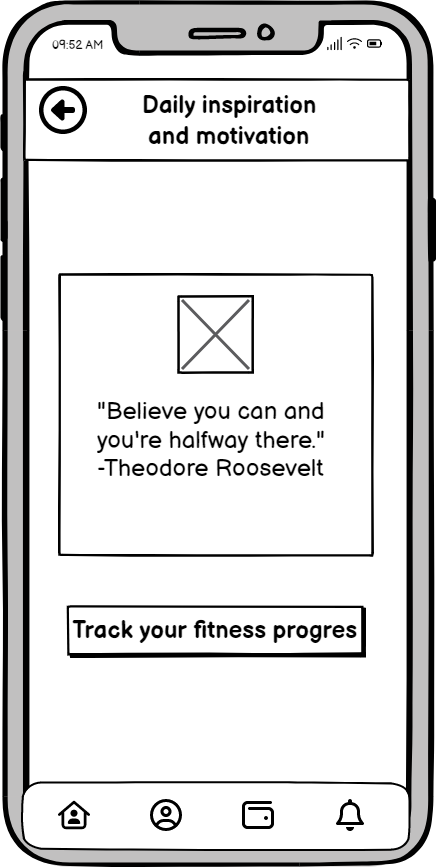 09:52 AM
Daily inspiration
and motivation
"Believe you can and
you're halfway there."
-Theodore Roosevelt
Track your fitness progres